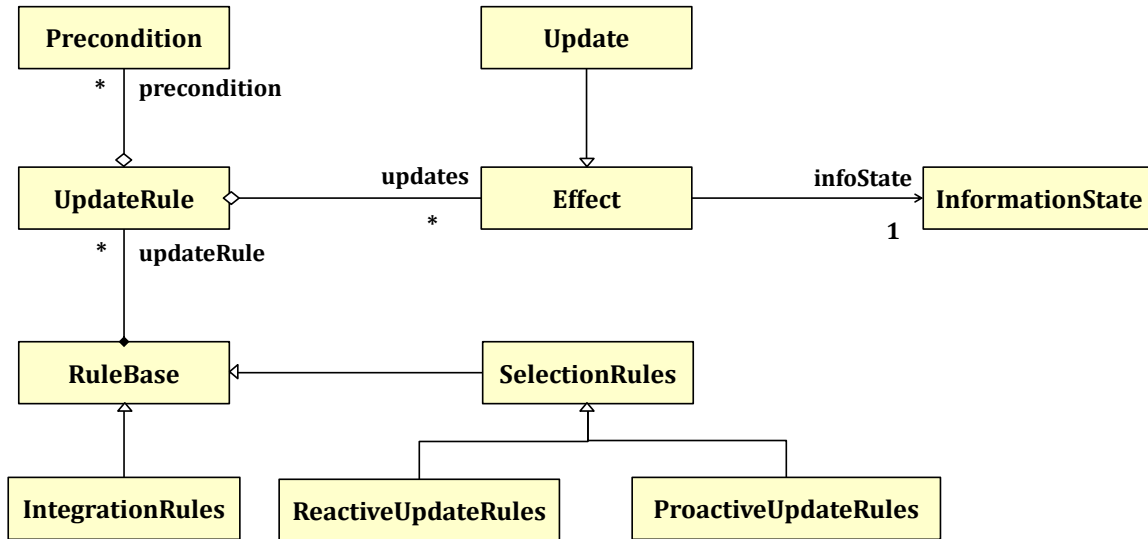 Precondition
Update
* precondition
UpdateRule
updates
*
Effect
infoState
1
InformationState
* updateRule
RuleBase
SelectionRules
IntegrationRules
ReactiveUpdateRules
ProactiveUpdateRules